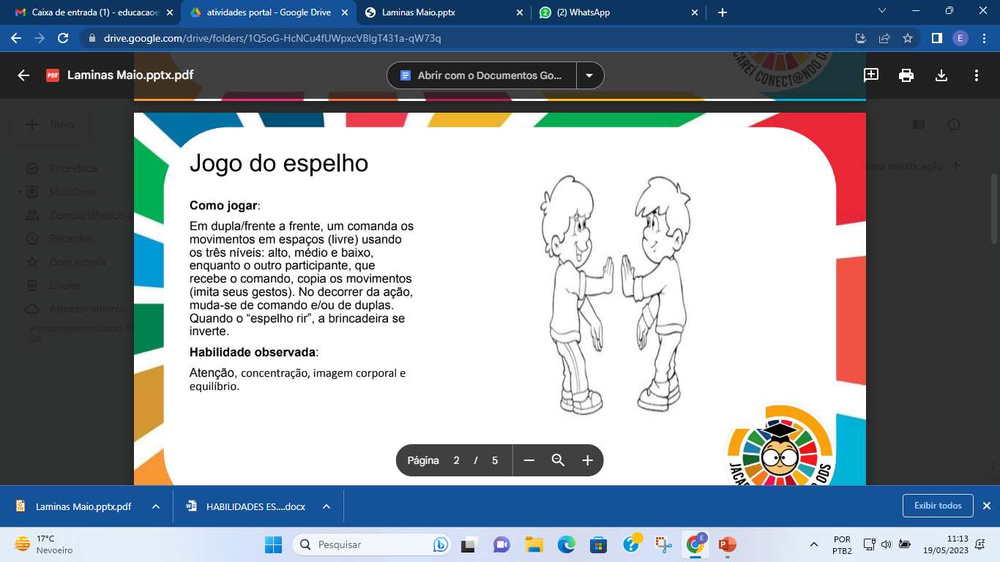 Caixa de entrada (1) - educacaoe
atividades portal - Google Drive
Laminas Maio.pptx
(2) WhatsApp
drive.google.com/drive/folders/1Q5oG-HcNCu4fUWpxcVBIgT431a-qW73q
E
PDF
Laminas Maio.pptx.pdf
Abrir com o Documentos Go...
CAREÍ CONECT@NDO OS
Novo
Prioridade
Meu Drive
Compartilhados
Recentes
Com estrela
Lixeira
Armazenamento
Armazenamento usado:
GB
modificação
Jogo do espelho
Como jogar:
Em dupla/frente a frente, um comanda os
movimentos em espaços (livre) usando
os três níveis: alto, médio e baixo,
enquanto o outro participante, que
recebe o comando, copia os movimentos
(imita seus gestos). No decorrer da ação,
muda-se de comando e/ou de duplas.
Quando o “espelho rir”, a brincadeira se
inverte.
Habilidade observada:
Atenção, concentração, imagem corporal e
equilíbrio.
JACAR
O ODS
Página 2 / 5
Laminas Maio.pptx.pdf
HABILIDADES ES....docx
Exibir todos
17°C
Nevoeiro
Pesquisar
POR
PTB2
11:13
19/05/2023